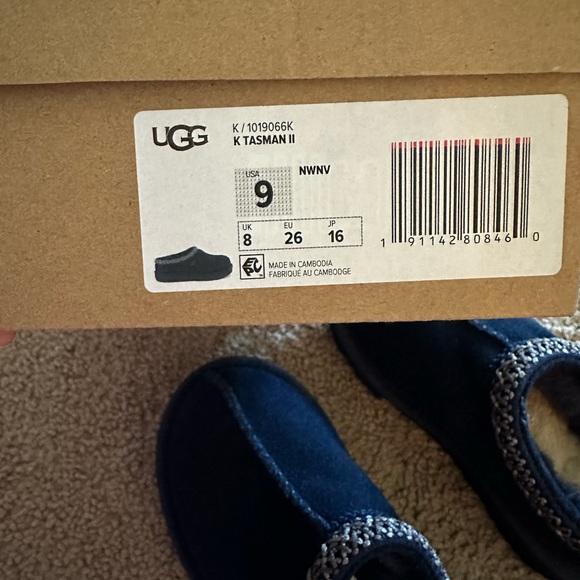 UGG
K / 1019066K
K TASMAN II
USA
9
NWNV
UK EU JP
8 26 16
1 91142 80846 0
MADE IN CAMBODIA
FABRIQUÉ AU CAMBODGE